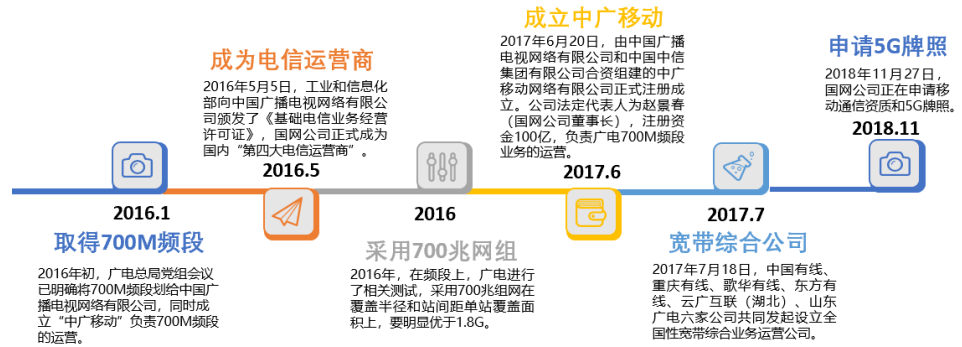 成为电信运营商
2016年5月5日，工业和信息化
部向中国广播电视网络有限公
司颁发了《基础电信业务经营
许可证》，国网公司正式成为
国内“第四大电信运营商”。
2016.5
成立中广移动
2017年6月20日，由中国广播
电视网络有限公司和中国中信
集团有限公司合资组建的中广
移动网络有限公司正式注册成
立。公司法定代表人为赵景春
（国网公司董事长），注册资
金100亿，负责广电700M频段
业务的运营。
2017.6
申请5G牌照
2018年11月27日，
国网公司正在申请移
动通信资质和5G牌照。
2018.11
2016.1
取得700M频段
2016年初，广电总局党组会议
已明确将700M频段划给中国广
播电视网络有限公司，同时成
立“中广移动”负责700M频段
的运营。
2016
采用700兆网组
2016年，在频段上，广电进行
了相关测试，采用700兆组网在
覆盖半径和站间距单站覆盖面
积上，要明显优于1.8G。
2017.7
宽带综合公司
2017年7月18日，中国有线、
重庆有线、歌华有线、东方有
线、云广互联（湖北）、山东
广电六家公司共同发起设立全
国性宽带综合业务运营公司。